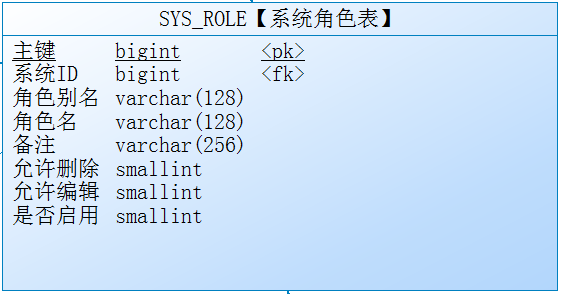 SYS_ROLE【系统角色表】
主键 bigint <pk>
系统ID bigint <fk>
角色别名 varchar(128)
角色名 varchar(128)
备注 varchar(256)
允许删除 smallint
允许编辑 smallint
是否启用 smallint